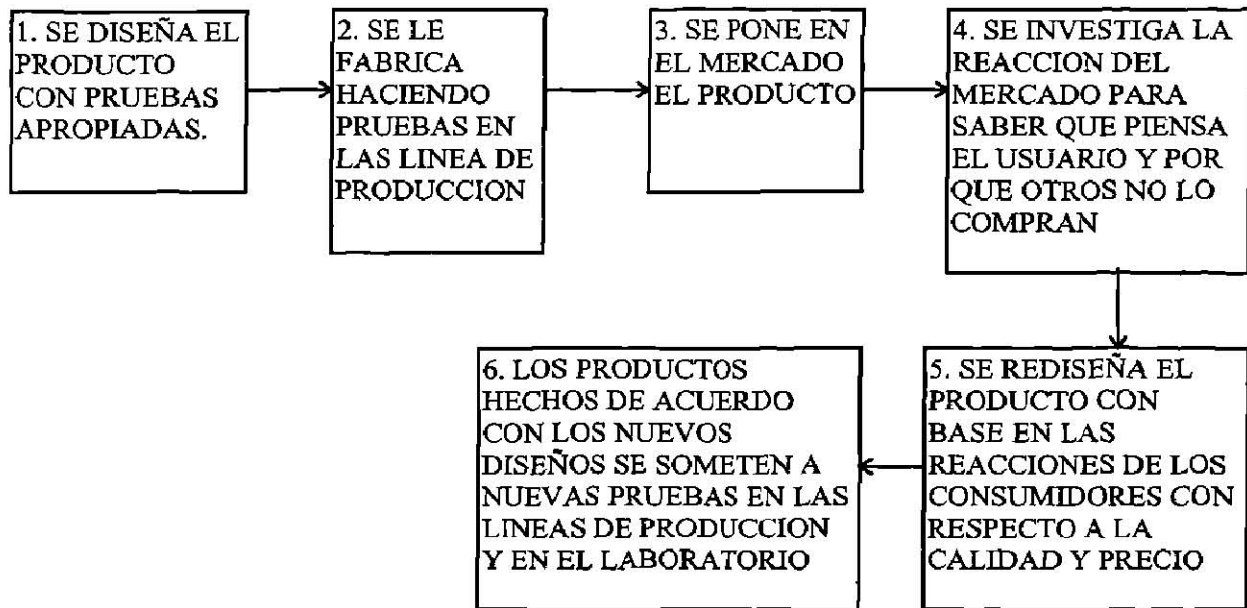 1. SE DISEÑA EL
PRODUCTO
CON PRUEBAS
APROPIADAS.
2. SE LE
FABRICA
HACIENDO
PRUEBAS EN
LAS LINEA DE
PRODUCCION
3. SE PONE EN
EL MERCADO
EL PRODUCTO
4. SE INVESTIGA LA
REACCION DEL
MERCADO PARA
SABER QUE PIENSA
EL USUARIO Y POR
QUE OTROS NO LO
COMPRAN
5. SE REDISEÑA EL
PRODUCTO CON
BASE EN LAS
REACCIONES DE LOS
CONSUMIDORES CON
RESPECTO A LA
CALIDAD Y PRECIO
6. LOS PRODUCTOS
HECHOS DE ACUERDO
CON LOS NUEVOS
DISEÑOS SE SOMETEN A
NUEVAS PRUEBAS EN LAS
LINEAS DE PRODUCCION
Y EN EL LABORATORIO